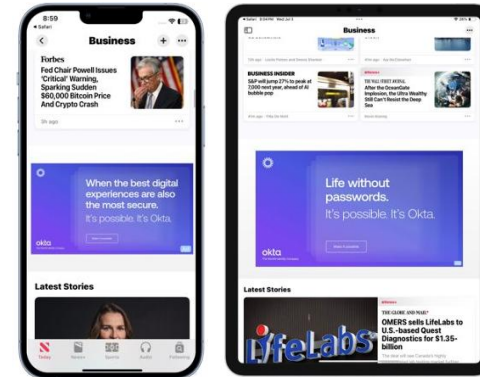 8:59
Safari
Business
Forbes
Fed Chair Powell Issues
'Critical' Warning,
Sparking Sudden
$60,000 Bitcoin Price
And Crypto Crash
3h ago
When the best digital
experiences are also
the most secure.
It's possible. It's Okta.
okta
Latest Stories
Today
Sports
Audio
Following
Business
BUSINESS INSIDER
S&P will jump 27% to peak at
7,000 next year, ahead of AI
bubble pop
THE WALL STREET JOURNAL.
After the OceanGate
Implosion, the Ultra Wealthy
Still Can't Resist the Deep
Sea
Life without
passwords.
It's possible. It's Okta.
okta
Latest Stories
LifeLabs
THE GLOBE AND MAIL*
OMERS sells LifeLabs to
U.S.-based Quest
Diagnostics for $1.35-
billion